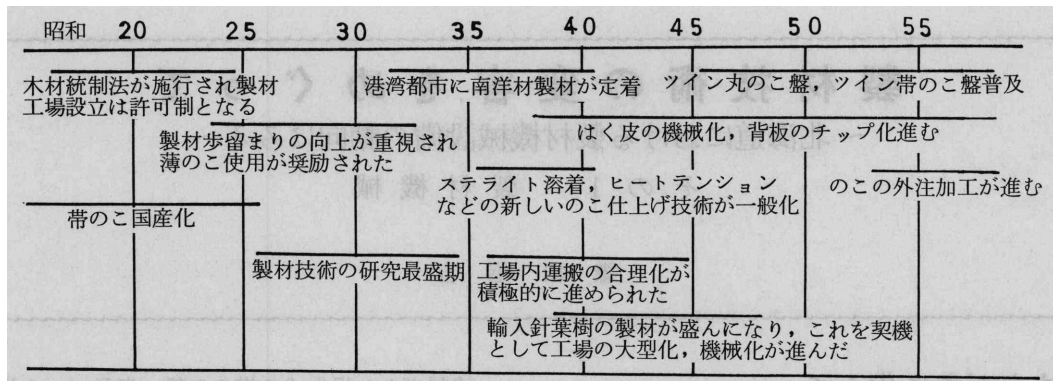 昭和 20 25 30 35 40 45 50 55
木材統制法が施行され製材
工場設立は許可制となる
港湾都市に南洋材製材が定着
ツイン丸のこ盤，ツイン帯のこ盤普及
製材歩留まりの向上が重視され
薄のこ使用が奨励された
はく皮の機械化，背板のチップ化進む
ステライト溶着，ヒートテンション
などの新しいのこ仕上げ技術が一般化
のこの外注加工が進む
帯のこ国産化
製材技術の研究最盛期
工場内運搬の合理化が
積極的に進められた
輸入針葉樹の製材が盛んになり，これを契機
として工場の大型化，機械化が進んだ